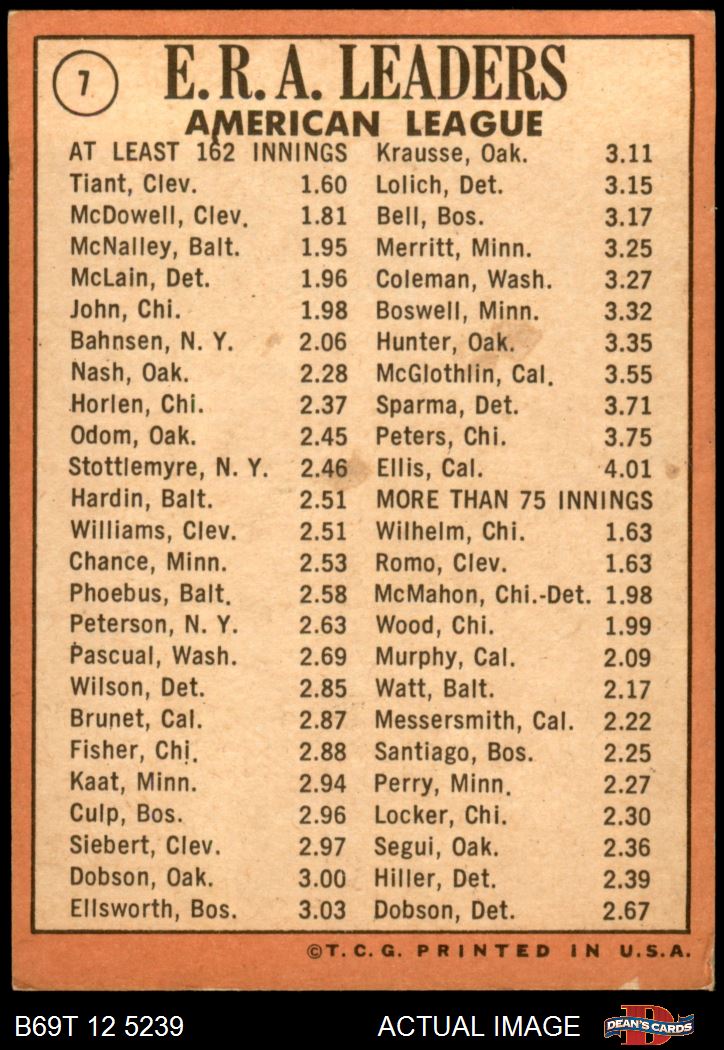 7
E. R. A. LEADERS
AMERICAN LEAGUE
AT LEAST 162 INNINGS
Tiant, Clev. 1.60
McDowell, Clev. 1.81
McNalley, Balt. 1.95
McLain, Det. 1.96
John, Chi. 1.98
Bahnsen, N. Y. 2.06
Nash, Oak. 2.28
Horlen, Chi. 2.37
Odom, Oak. 2.45
Stottlemyre, N. Y. 2.46
Hardin, Balt. 2.51
Williams, Clev. 2.51
Chance, Minn. 2.53
Phoebus, Balt. 2.58
Peterson, N. Y. 2.63
Pascual, Wash. 2.69
Wilson, Det. 2.85
Brunet, Cal. 2.87
Fisher, Chi. 2.88
Kaat, Minn. 2.94
Culp, Bos. 2.96
Siebert, Clev. 2.97
Dobson, Oak. 3.00
Ellsworth, Bos. 3.03
Krausse, Oak. 3.11
Lolich, Det. 3.15
Bell, Bos. 3.17
Merritt, Minn. 3.25
Coleman, Wash. 3.27
Boswell, Minn. 3.32
Hunter, Oak. 3.35
McGlothlin, Cal. 3.55
Sparma, Det. 3.71
Peters, Chi. 3.75
Ellis, Cal. 4.01
MORE THAN 75 INNINGS
Wilhelm, Chi. 1.63
Romo, Clev. 1.63
McMahon, Chi.-Det. 1.98
Wood, Chi. 1.99
Murphy, Cal. 2.09
Watt, Balt. 2.17
Messersmith, Cal. 2.22
Santiago, Bos. 2.25
Perry, Minn. 2.27
Locker, Chi. 2.30
Segui, Oak. 2.36
Hiller, Det. 2.39
Dobson, Det. 2.67
©T. C. G. PRINTED IN U.S.A.
B69T 12 5239
ACTUAL IMAGE
D
DEAN'S CARDS